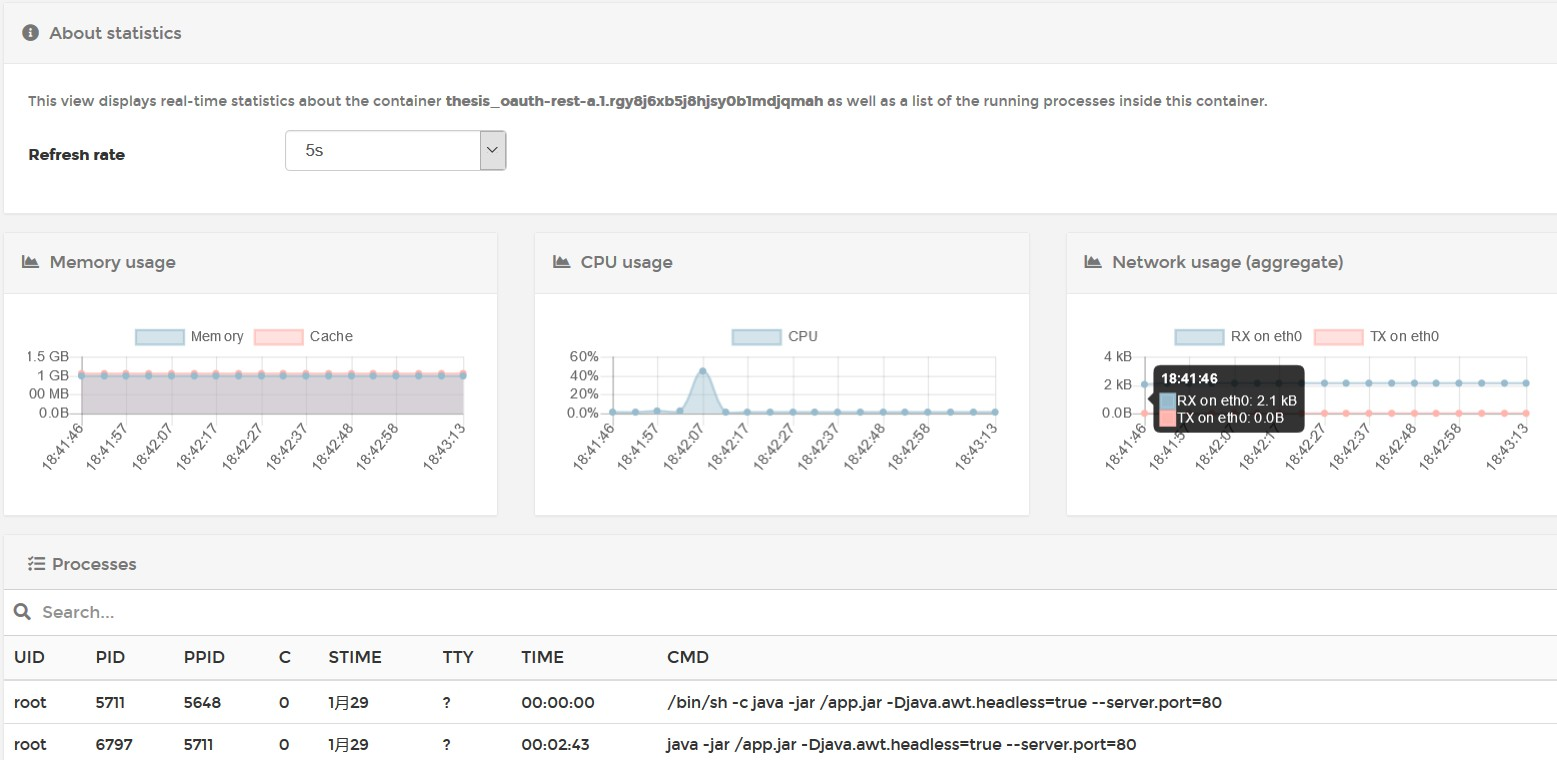 About statistics
This view displays real-time statistics about the container thesis_oauth-rest-a.1.rgy8j6xb5j8hjsy0b1mdjqmah as well as a list of the running processes inside this container.
Refresh rate
5s
Memory usage
Memory Cache
1.5 GB
1 GB
00 MB
0.0B
18:41:46 18:41:57 18:42:07 18:42:17 18:42:27 18:42:37 18:42:48 18:42:58 18:43:13
CPU usage
CPU
60%
40%
20%
0.0%
18:41:46 18:41:57 18:42:07 18:42:17 18:42:27 18:42:37 18:42:48 18:42:58 18:43:13
Network usage (aggregate)
RX on eth0 TX on eth0
4 kB
2 kB
0.0B
18:41:46
RX on eth0: 2.1 kB
TX on eth0: 0.0B
18:41:46 18:41:57 18:42:07 18:42:17 18:42:27 18:42:37 18:42:48 18:42:58 18:43:13
Processes
Search...
UID PID PPID C STIME TTY TIME CMD
root 5711 5648 0 1月29 ? 00:00:00 /bin/sh -c java -jar /app.jar -Djava.awt.headless=true --server.port=80
root 6797 5711 0 1月29 ? 00:02:43 java -jar /app.jar -Djava.awt.headless=true --server.port=80